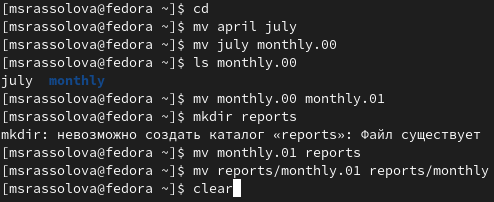 [msrassolova@fedora ~]$ cd
[msrassolova@fedora ~]$ mv april july
[msrassolova@fedora ~]$ mv july monthly.00
[msrassolova@fedora ~]$ ls monthly.00
july  monthly
[msrassolova@fedora ~]$ mv monthly.00 monthly.01
[msrassolova@fedora ~]$ mkdir reports
mkdir: невозможно создать каталог «reports»: Файл существует
[msrassolova@fedora ~]$ mv monthly.01 reports
[msrassolova@fedora ~]$ mv reports/monthly.01 reports/monthly
[msrassolova@fedora ~]$ clear